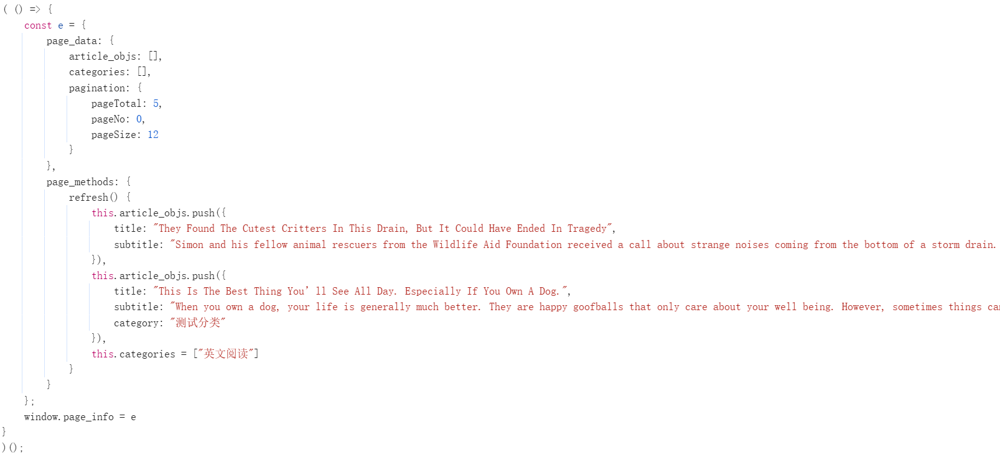 ( () => {
    const e = {
        page_data: {
            article_objs: [],
            categories: [],
            pagination: {
                pageTotal: 5,
                pageNo: 0,
                pageSize: 12
            }
        },
        page_methods: {
            refresh() {
                this.article_objs.push({
                    title: "They Found The Cutest Critters In This Drain, But It Could Have Ended In Tragedy",
                    subtitle: "Simon and his fellow animal rescuers from the Wildlife Aid Foundation received a call about strange noises coming from the bottom of a storm drain.
                }),
                this.article_objs.push({
                    title: "This Is The Best Thing You’ll See All Day. Especially If You Own A Dog.",
                    subtitle: "When you own a dog, your life is generally much better. They are happy goofballs that only care about your well being. However, sometimes things
                    category: "测试分类"
                }),
                this.categories = ["英文阅读"]
            }
        }
    };
    window.page_info = e
}
)();